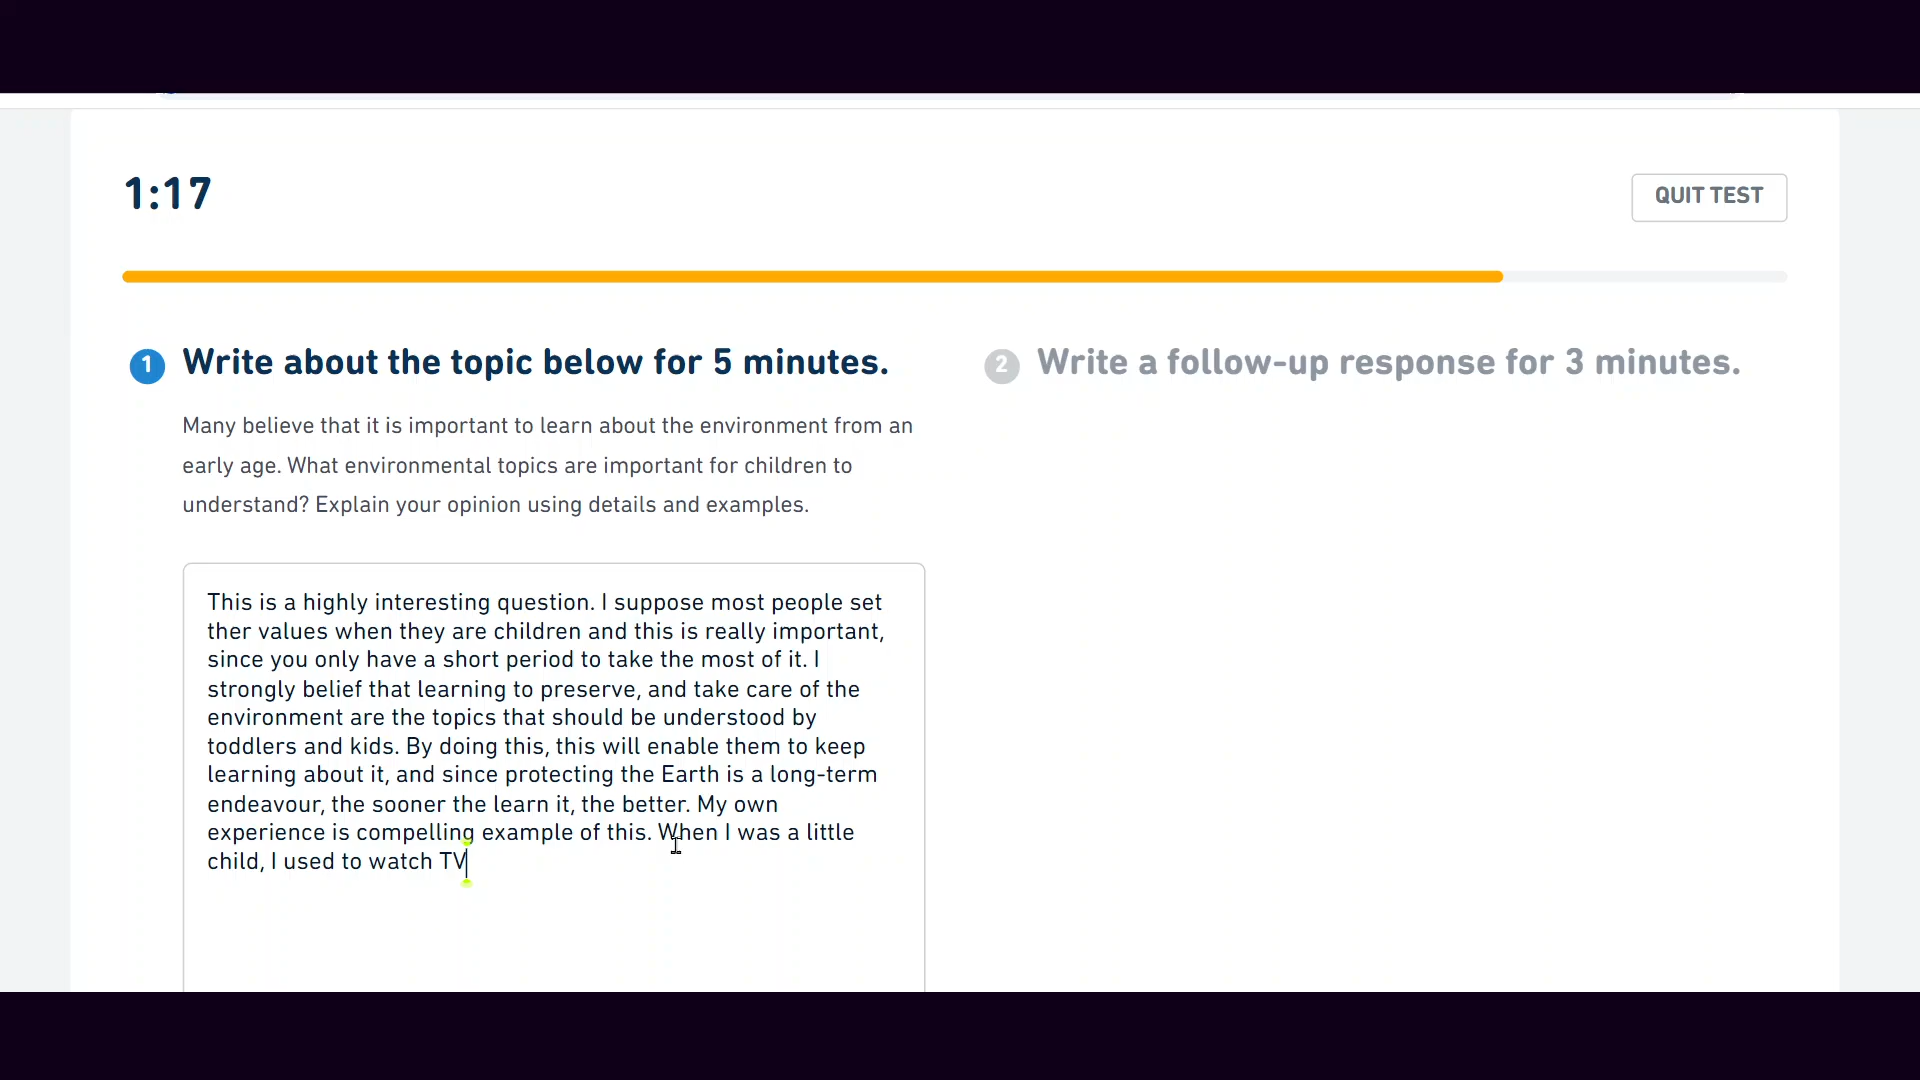 1:17
QUIT TEST
1 Write about the topic below for 5 minutes.
Many believe that it is important to learn about the environment from an
early age. What environmental topics are important for children to
understand? Explain your opinion using details and examples.
This is a highly interesting question. I suppose most people set
ther values when they are children and this is really important,
since you only have a short period to take the most of it. I
strongly belief that learning to preserve, and take care of the
environment are the topics that should be understood by
toddlers and kids. By doing this, this will enable them to keep
learning about it, and since protecting the Earth is a long-term
endeavour, the sooner the learn it, the better. My own
experience is compelling example of this. When I was a little
child, I used to watch TV
2 Write a follow-up response for 3 minutes.